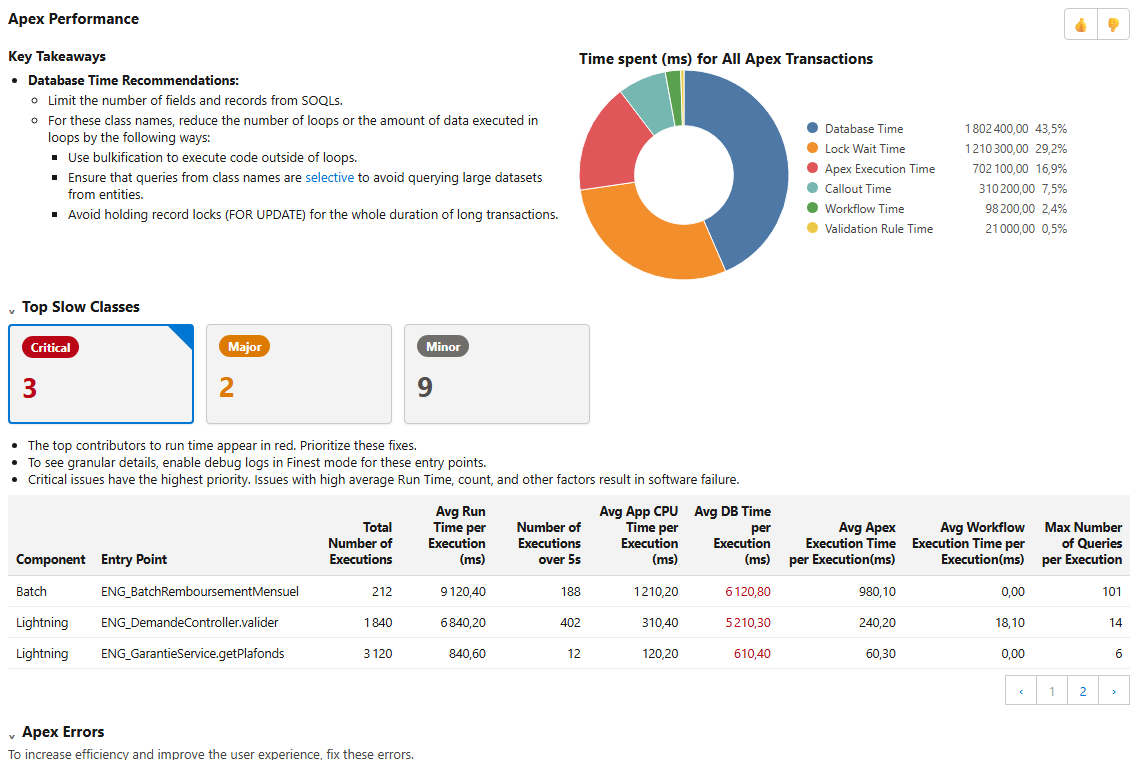 Apex Performance
Key Takeaways
Database Time Recommendations:
Limit the number of fields and records from SOQLs.
For these class names, reduce the number of loops or the amount of data executed in
loops by the following ways:
Use bulkification to execute code outside of loops.
Ensure that queries from class names are selective to avoid querying large datasets
from entities.
Avoid holding record locks (FOR UPDATE) for the whole duration of long transactions.
Time spent (ms) for All Apex Transactions
Database Time 1 802 400,00 43,5%
Lock Wait Time 1 210 300,00 29,2%
Apex Execution Time 702 100,00 16,9%
Callout Time 310 200,00 7,5%
Workflow Time 98 200,00 2,4%
Validation Rule Time 21 000,00 0,5%
Top Slow Classes
Critical
3
Major
2
Minor
9
The top contributors to run time appear in red. Prioritize these fixes.
To see granular details, enable debug logs in Finest mode for these entry points.
Critical issues have the highest priority. Issues with high average Run Time, count, and other factors result in software failure.
Component
Entry Point
Total
Number of
Executions
Avg Run
Time per
Execution
(ms)
Number of
Executions
over 5s
Avg App CPU
Time per
Execution
(ms)
Avg DB Time
per
Execution
(ms)
Avg Apex
Execution Time
per Execution(ms)
Avg Workflow
Execution Time per
Execution(ms)
Max Number
of Queries
per Execution
Batch ENG_BatchRemboursementMensuel 212 9 120,40 188 1 210,20 6 120,80 980,10 0,00 101
Lightning ENG_DemandeController.valider 1 840 6 840,20 402 310,40 5 210,30 240,20 18,10 14
Lightning ENG_GarantieService.getPlafonds 3 120 840,60 12 120,20 610,40 60,30 0,00 6
‹ 1 2 ›
Apex Errors
To increase efficiency and improve the user experience, fix these errors.